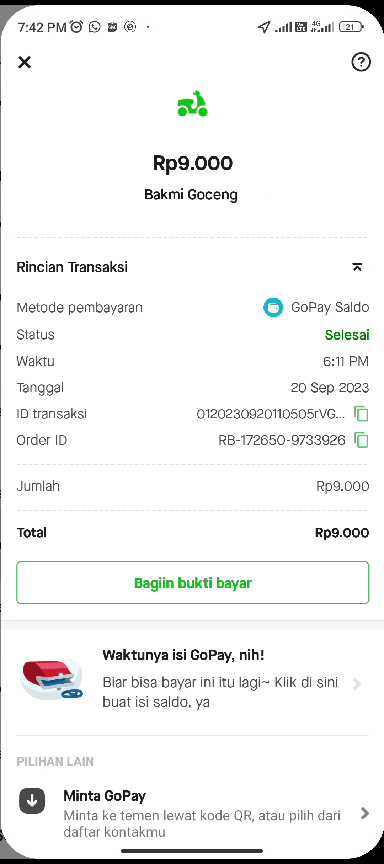 7:42 PM
4G
21
Rp9.000
Bakmi Goceng
Rincian Transaksi
Metode pembayaran GoPay Saldo
Status Selesai
Waktu 6:11 PM
Tanggal 20 Sep 2023
ID transaksi 0120230920110505rVG...
Order ID RB-172650-9733926
Jumlah Rp9.000
Total Rp9.000
Bagiin bukti bayar
Waktunya isi GoPay, nih!
Biar bisa bayar ini itu lagi~ Klik di sini
buat isi saldo, ya
PILIHAN LAIN
Minta GoPay
Minta ke temen lewat kode QR, atau pilih dari
daftar kontakmu